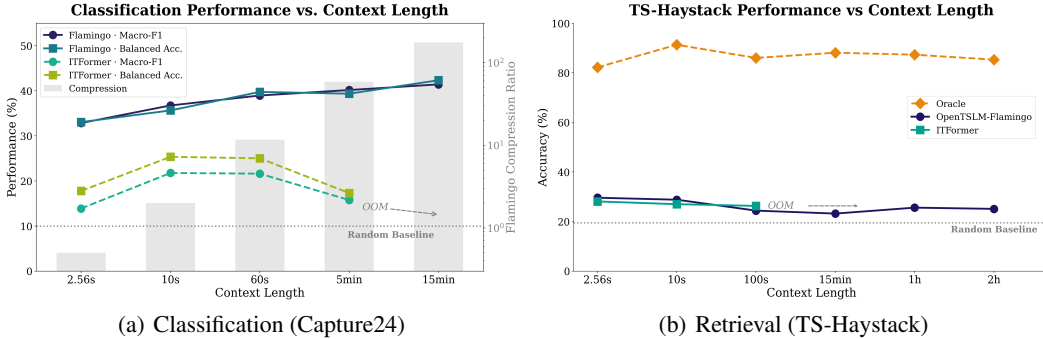 Classification Performance vs. Context Length
Flamingo · Macro-F1
Flamingo · Balanced Acc.
ITFormer · Macro-F1
ITFormer · Balanced Acc.
Compression
Performance (%)
50
40
30
20
10
0
10²
10¹
10⁰
Flamingo Compression Ratio
OOM
Random Baseline
2.56s 10s 60s 5min 15min
Context Length
(a) Classification (Capture24)
TS-Haystack Performance vs Context Length
Accuracy (%)
100
80
60
40
20
0
Oracle
OpenTSLM-Flamingo
ITFormer
OOM
Random Baseline
2.56s 10s 100s 15min 1h 2h
Context Length
(b) Retrieval (TS-Haystack)